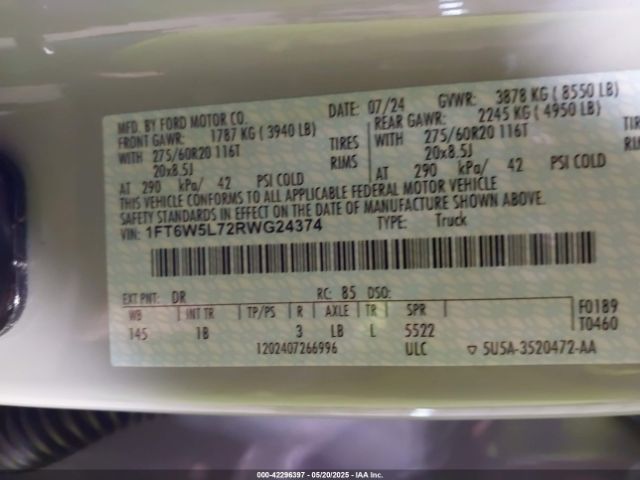 MFD. BY FORD MOTOR CO. DATE: 07/24 GVWR: 3878 KG ( 8550 LB)
FRONT GAWR: 1787 KG ( 3940 LB) REAR GAWR: 2245 KG ( 4950 LB)
WITH 275/60R20 116T TIRES WITH 275/60R20 116T TIRE
20x8.5J RIMS 20x8.5J RIM
AT 290 kPa/ 42 PSI COLD AT 290 kPa/ 42 PSI COLD
THIS VEHICLE CONFORMS TO ALL APPLICABLE FEDERAL MOTOR VEHICLE
SAFETY STANDARDS IN EFFECT ON THE DATE OF MANUFACTURE SHOWN ABOVE.
VIN: 1FT6W5L72RWG24374 TYPE: Truck
EXT PNT: DR RC: 85 DSO:
WB INT TR TP/PS R AXLE TR SPR F0189
145 1B 3 LB L 5522 T0460
1202407266996 ULC ▽ 5U5A-3520472-AA
000-42296397 - 05/20/2025 - IAA Inc.